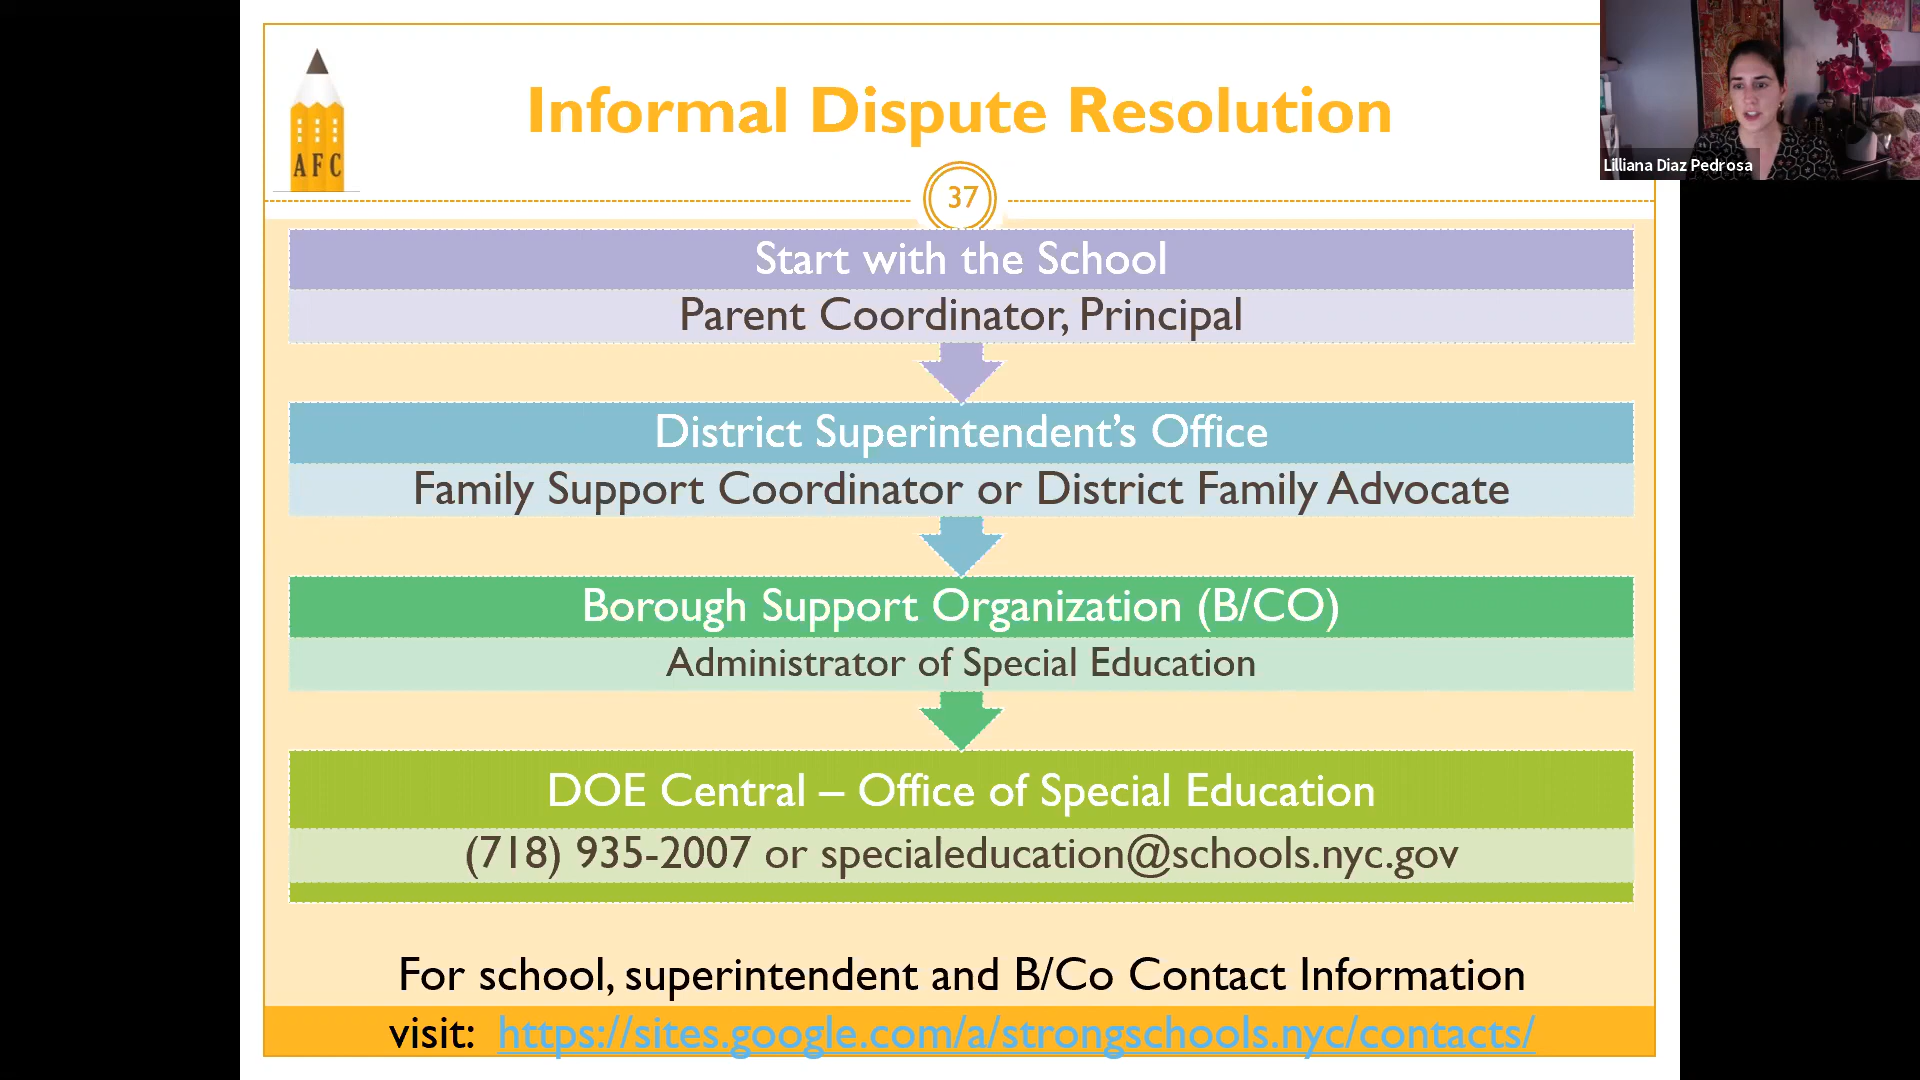 AFC
Informal Dispute Resolution
Lilliana Diaz Pedrosa
37
Start with the School
Parent Coordinator, Principal
District Superintendent’s Office
Family Support Coordinator or District Family Advocate
Borough Support Organization (B/CO)
Administrator of Special Education
DOE Central – Office of Special Education
(718) 935-2007 or specialeducation@schools.nyc.gov
For school, superintendent and B/Co Contact Information
visit: https://sites.google.com/a/strongschools.nyc/contacts/